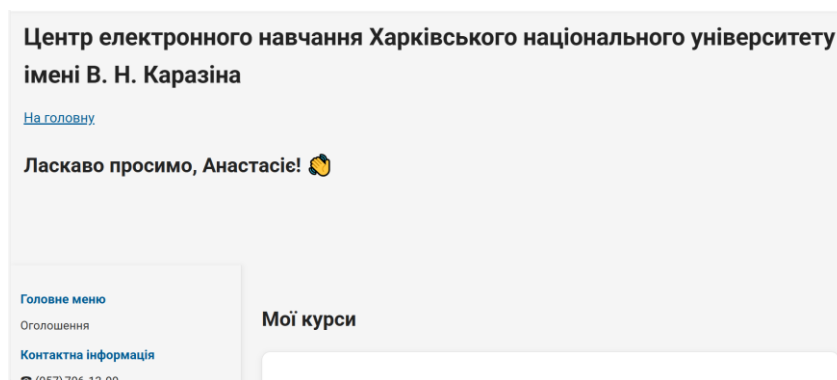 Центр електронного навчання Харківського національного університету
імені В. Н. Каразіна
На головну
Ласкаво просимо, Анастасіє! 👏
Головне меню
Оголошення
Мої курси
Контактна інформація